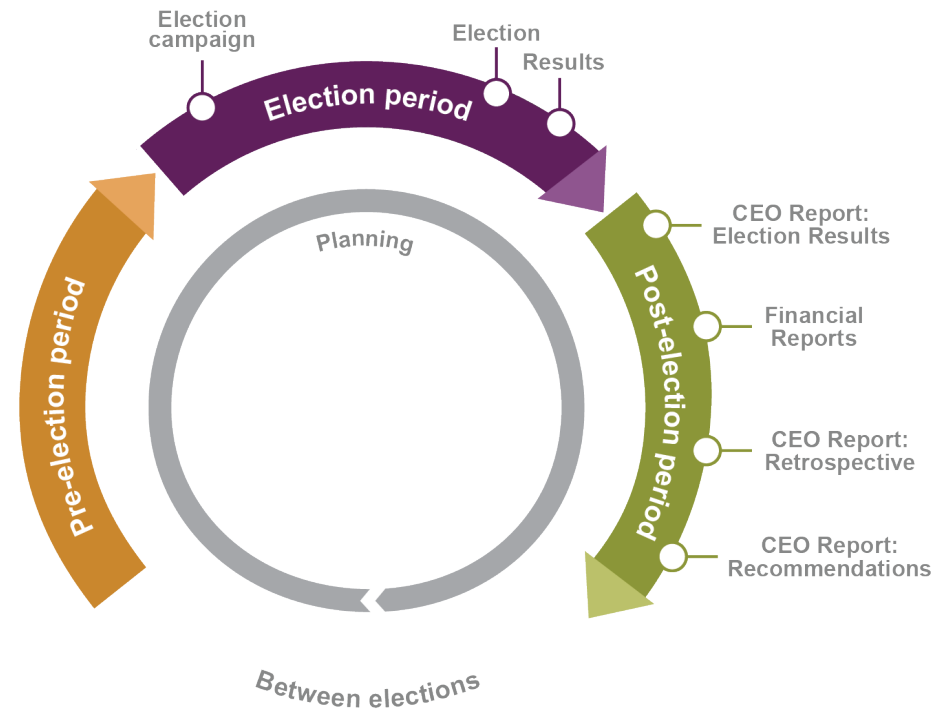 Election
campaign
Election
Results
Election period
CEO Report:
Election Results
Planning
Financial
Reports
Pre-election period
Post-election period
CEO Report:
Retrospective
CEO Report:
Recommendations
Between elections